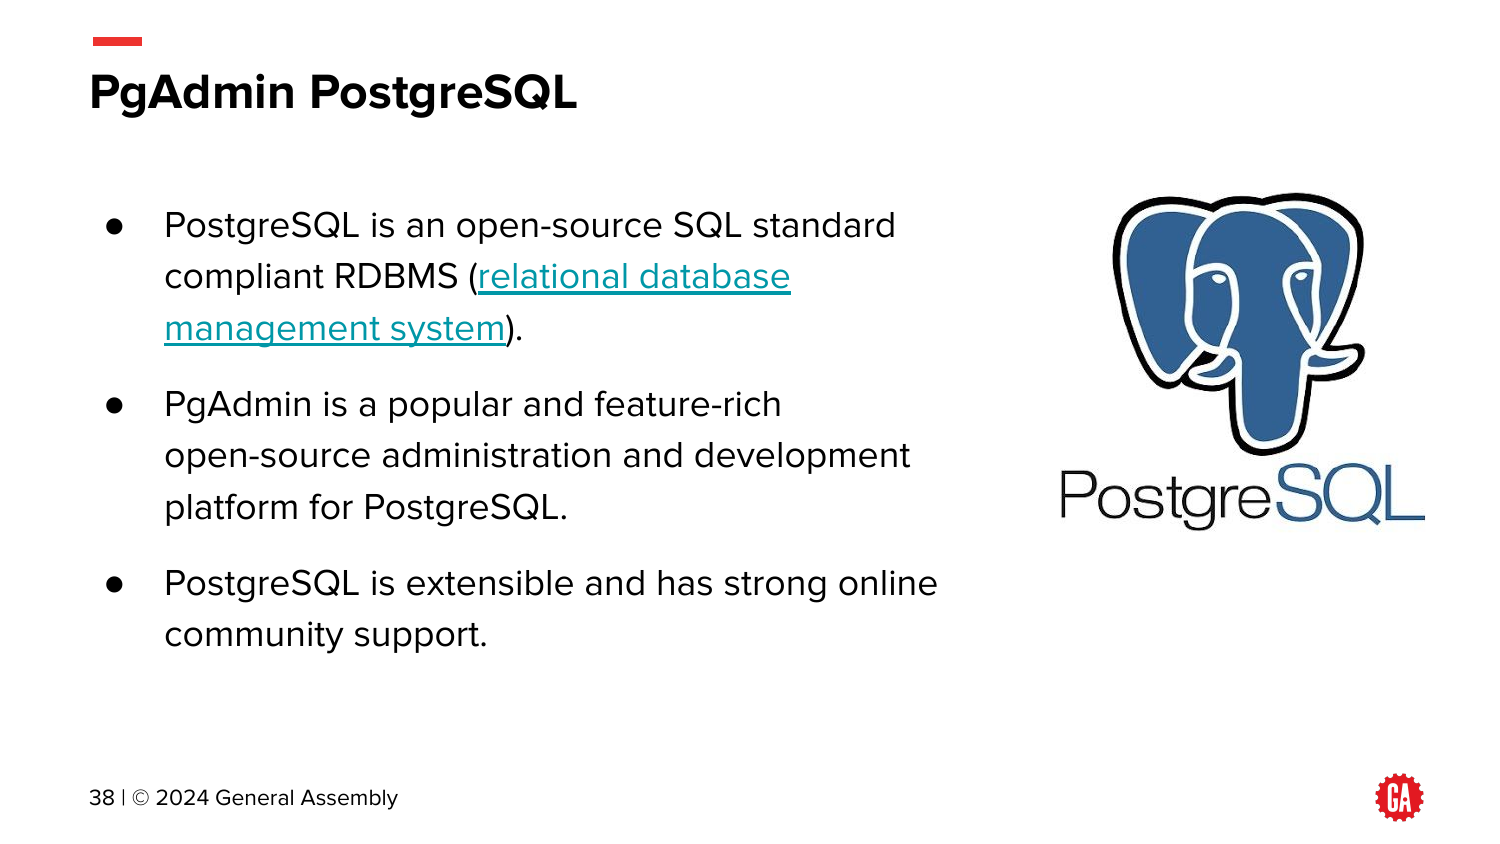 PgAdmin PostgreSQL
● PostgreSQL is an open-source SQL standard
compliant RDBMS (relational database
management system).
● PgAdmin is a popular and feature-rich
open-source administration and development
platform for PostgreSQL.
● PostgreSQL is extensible and has strong online
community support.
PostgreSQL
38 | © 2024 General Assembly
GA